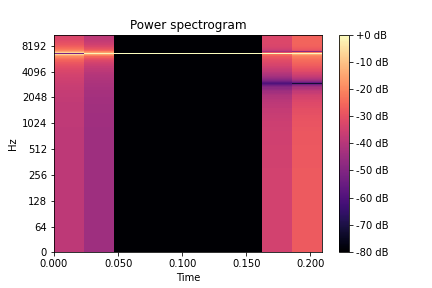 Power spectrogram
Hz
8192
4096
2048
1024
512
256
128
64
0
0.000 0.050 0.100 0.150 0.200
Time
+0 dB
-10 dB
-20 dB
-30 dB
-40 dB
-50 dB
-60 dB
-70 dB
-80 dB